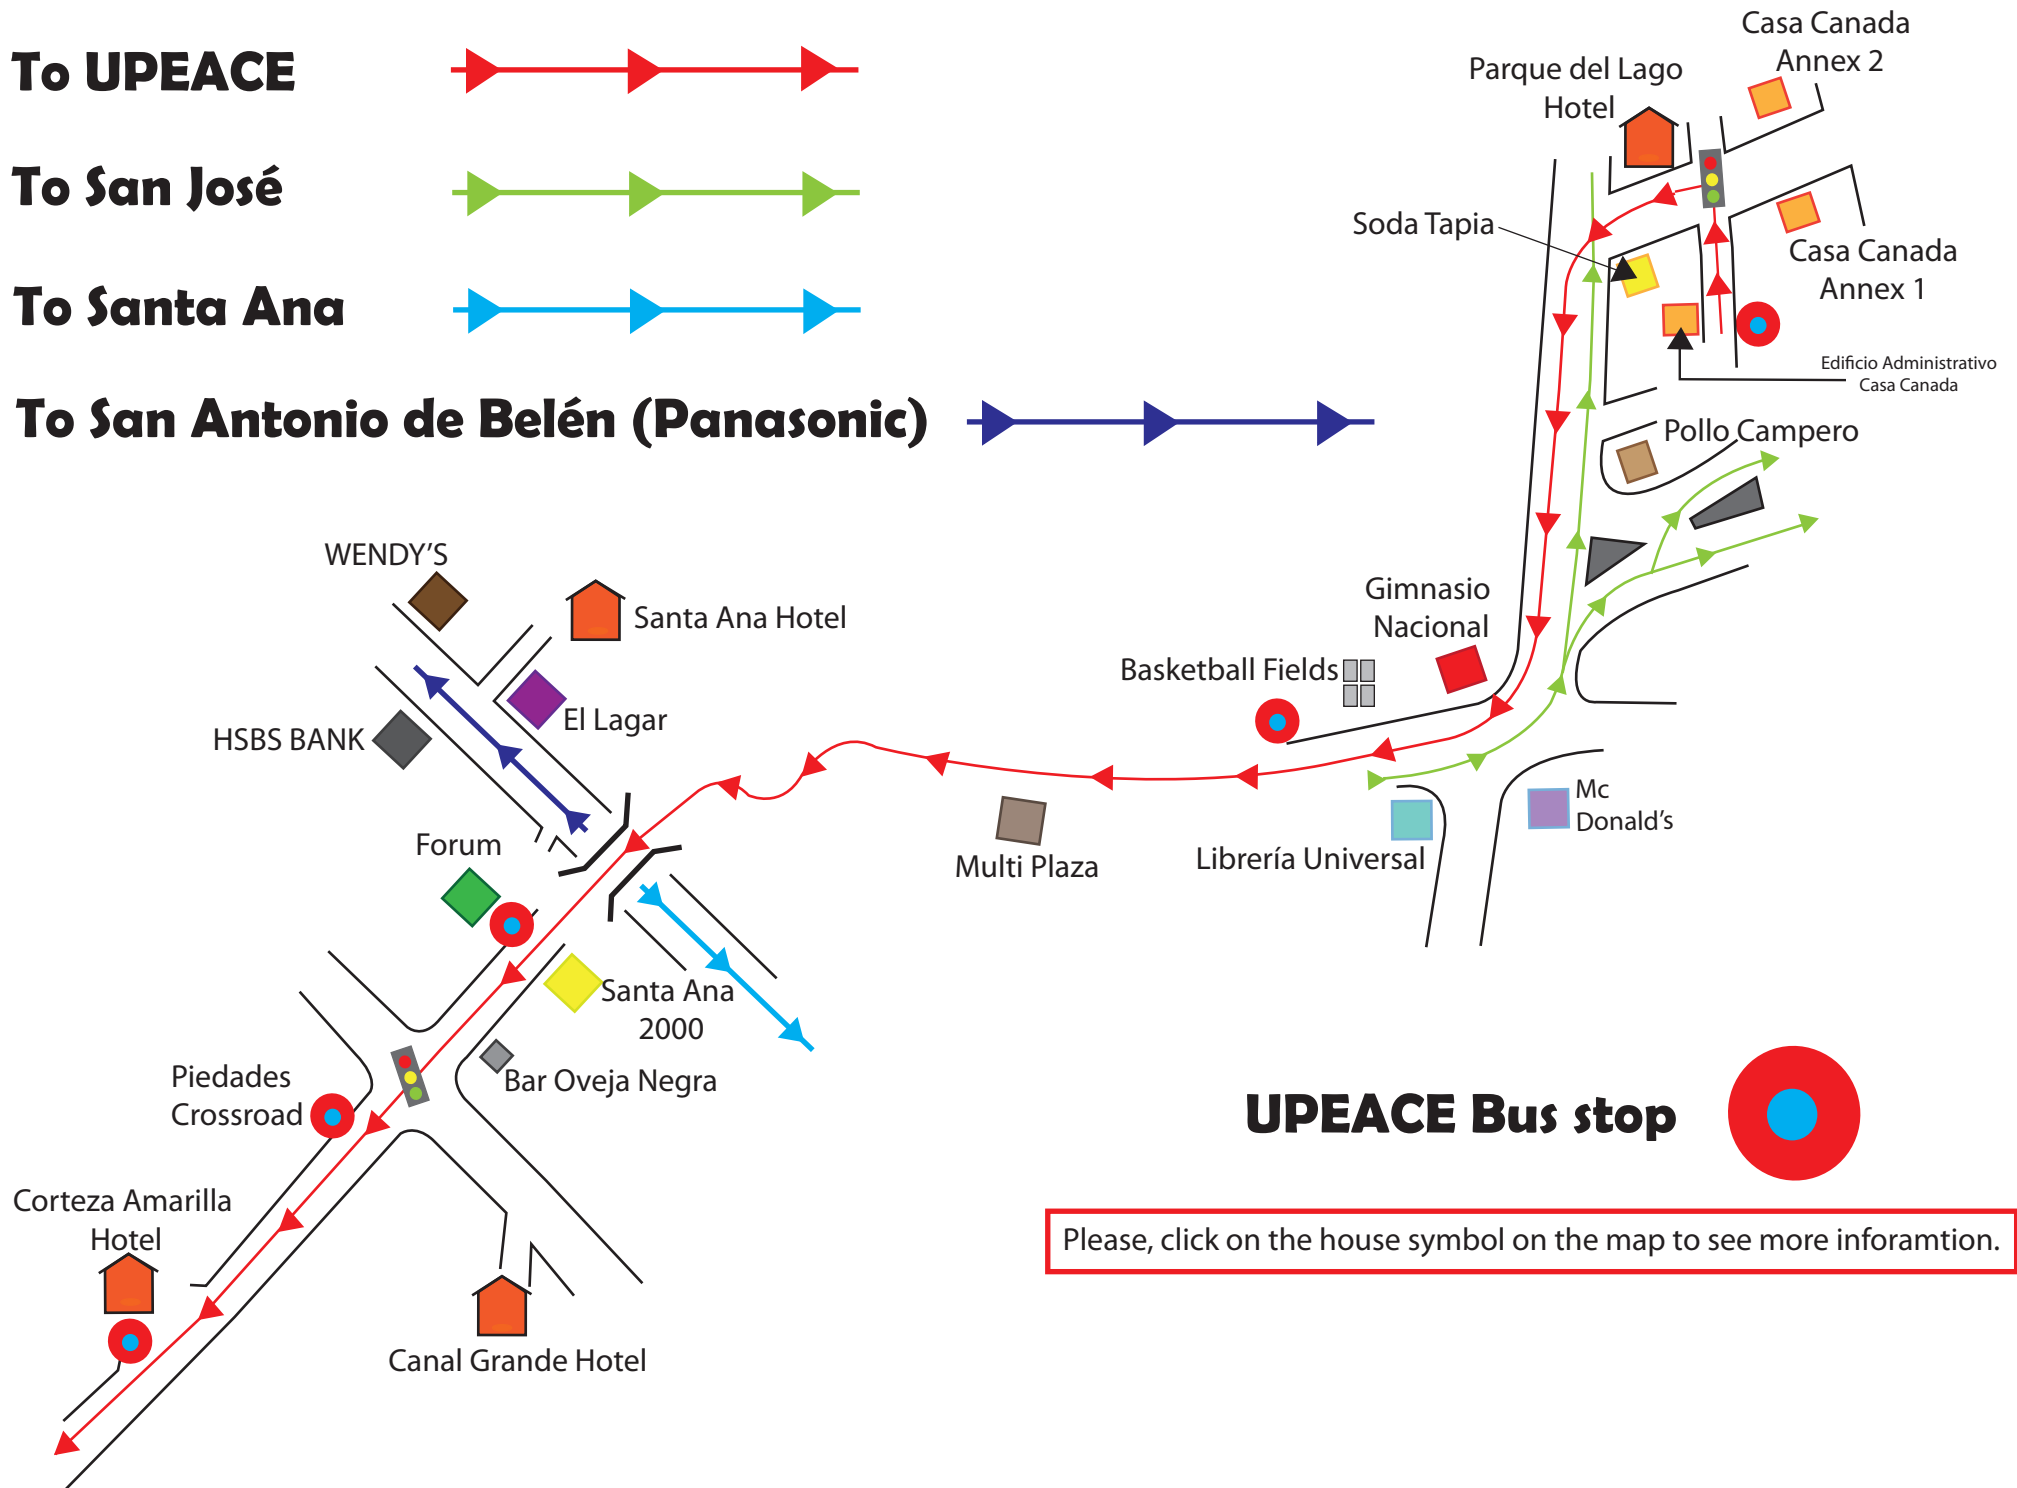 To UPEACE
To San José
To Santa Ana
To San Antonio de Belén (Panasonic)
Casa Canada
Annex 2
Parque del Lago
Hotel
Soda Tapia
Casa Canada
Annex 1
Edificio Administrativo
Casa Canada
Pollo Campero
WENDY'S
Santa Ana Hotel
Gimnasio
Nacional
Basketball Fields
El Lagar
HSBS BANK
Mc
Donald's
Forum
Multi Plaza
Librería Universal
Santa Ana
2000
Piedades
Crossroad
Bar Oveja Negra
UPEACE Bus stop
Corteza Amarilla
Hotel
Please, click on the house symbol on the map to see more inforamtion.
Canal Grande Hotel